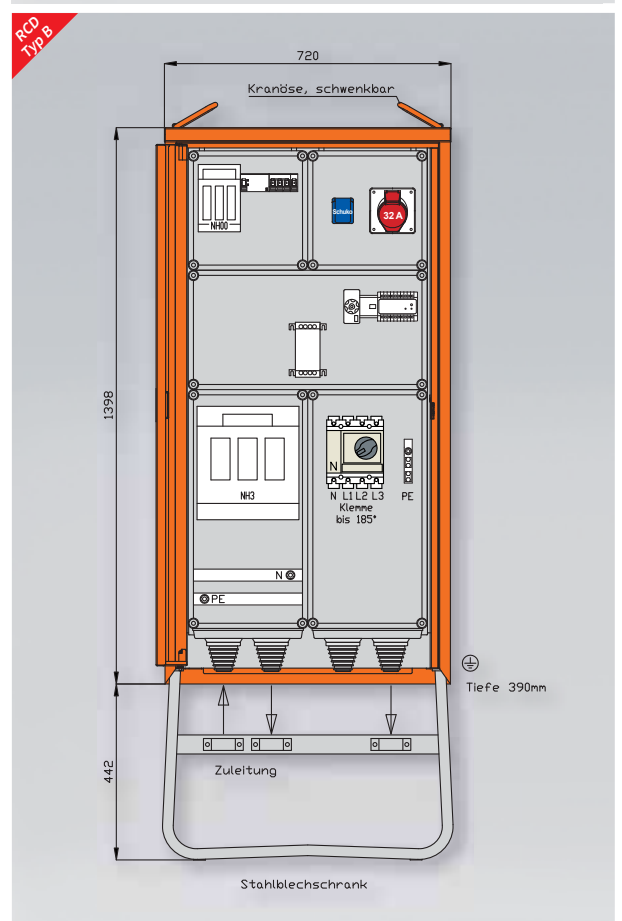 RCD
Typ B
720
Kranöse, schwenkbar
NH00
Schuko
32 A
1398
NH3
N
N L1 L2 L3
PE
Klemme
bis 185°
N
PE
Tiefe 390mm
442
Zuleitung
Stahlblechschrank